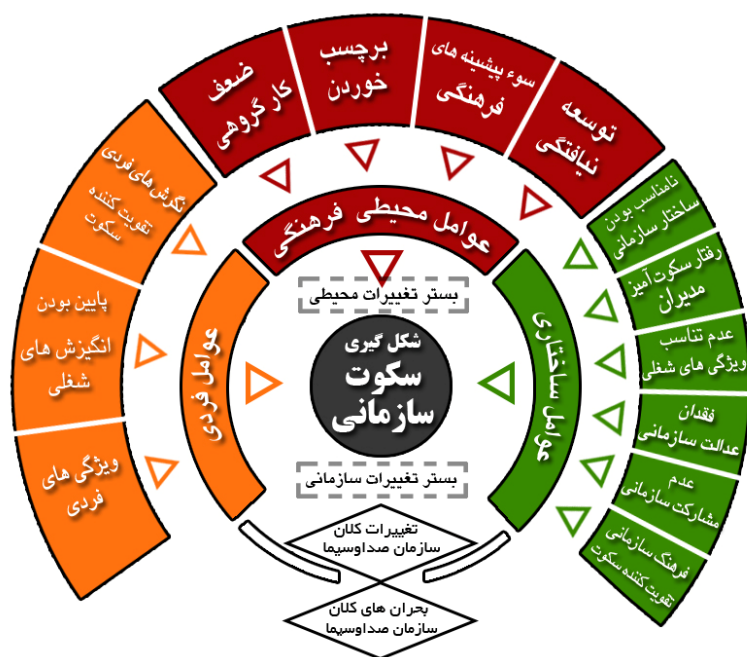 ضعف
کار گروهی
برچسب
خوردن
سوء پیشینه های
فرهنگی
توسعه
نیافتگی
نگرش های فردی
تقویت کننده
سکوت
پایین بودن
انگیزش های
شغلی
ویژگی های
فردی
نامناسب بودن
ساختار سازمانی
رفتار سکوت آمیز
مدیران
عدم تناسب
ویژگی های شغلی
فقدان
عدالت سازمانی
عدم
مشارکت سازمانی
فرهنگ سازمانی
تقویت کننده سکوت
عوامل محیطی فرهنگی
عوامل فردی
عوامل ساختاری
بستر تغییرات محیطی
شکل گیری
سکوت
سازمانی
بستر تغییرات سازمانی
تغییرات کلان
سازمان صداوسیما
بحران های کلان
سازمان صداوسیما